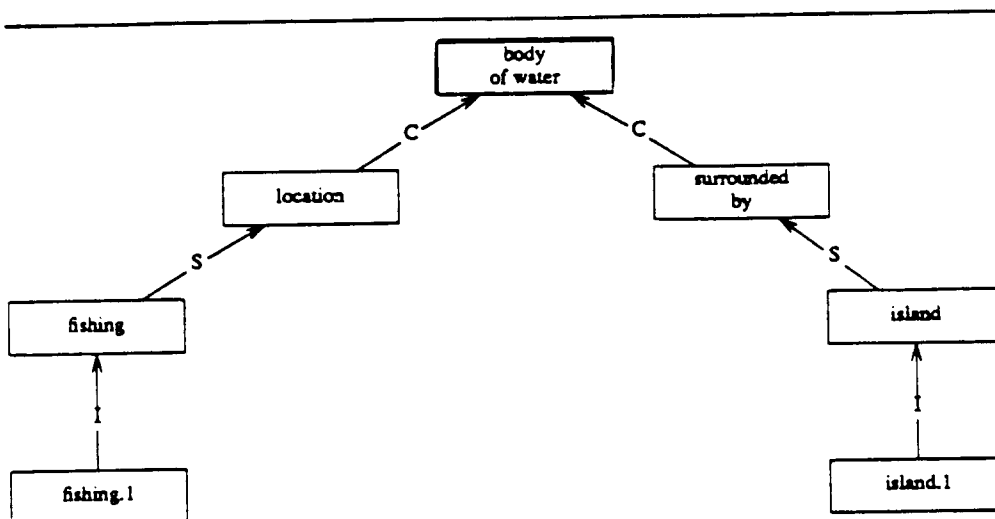 body
of water
C
C
location
surrounded
by
S
S
fishing
island
I
I
fishing.1
island.1